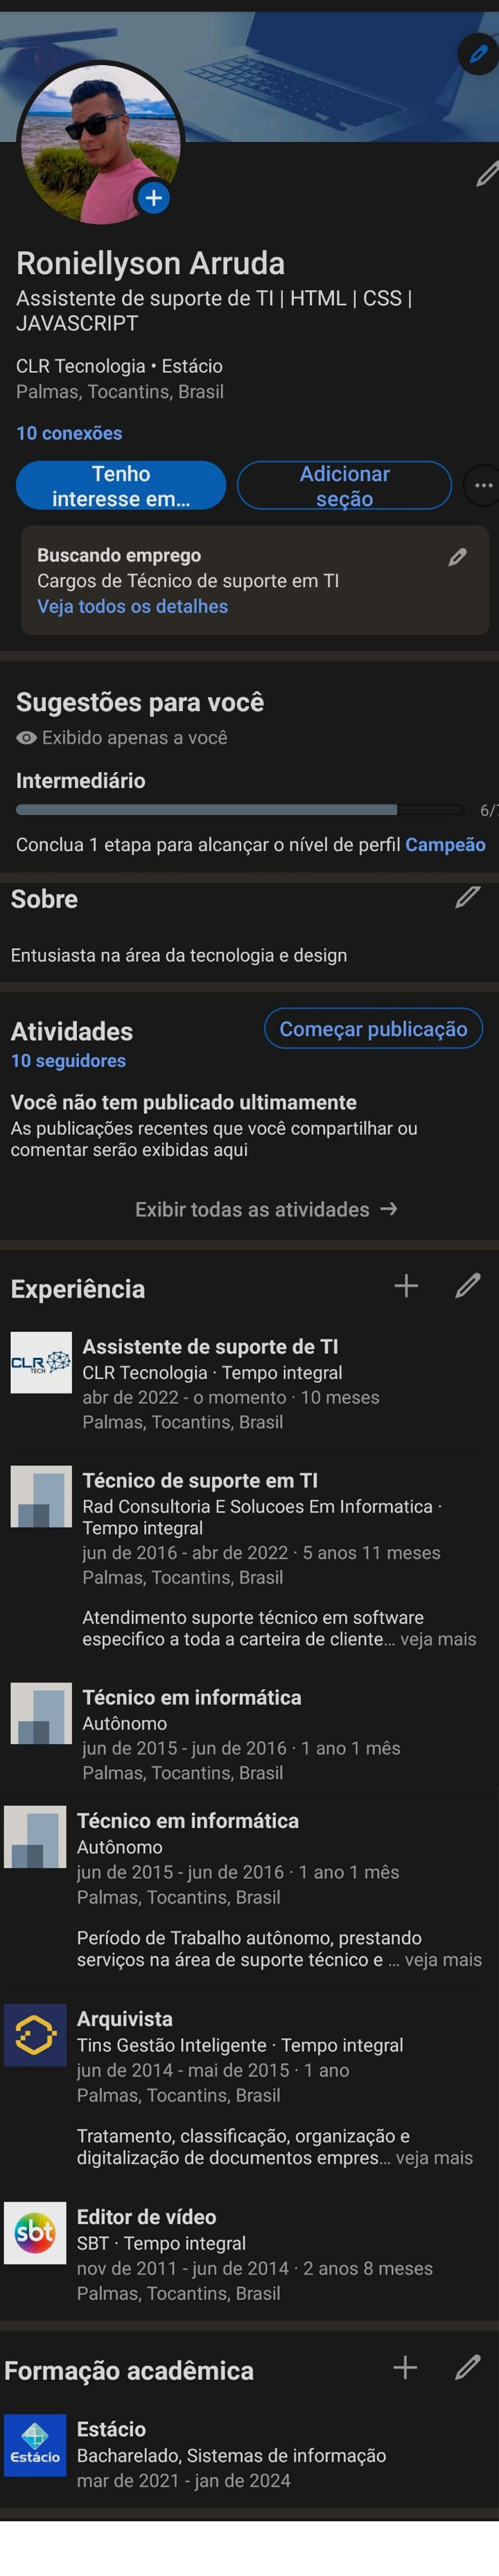 Roniellyson Arruda
Assistente de suporte de TI | HTML | CSS |
JAVASCRIPT
CLR Tecnologia • Estácio
Palmas, Tocantins, Brasil
10 conexões
Tenho
interesse em...
Adicionar
seção
Buscando emprego
Cargos de Técnico de suporte em TI
Veja todos os detalhes
Sugestões para você
Exibido apenas a você
Intermediário
6/
Conclua 1 etapa para alcançar o nível de perfil Campeão
Sobre
Entusiasta na área da tecnologia e design
Atividades
Começar publicação
10 seguidores
Você não tem publicado ultimamente
As publicações recentes que você compartilhar ou
comentar serão exibidas aqui
Exibir todas as atividades →
Experiência
CLR
TECH
Assistente de suporte de TI
CLR Tecnologia · Tempo integral
abr de 2022 - o momento · 10 meses
Palmas, Tocantins, Brasil
Técnico de suporte em TI
Rad Consultoria E Solucoes Em Informatica ·
Tempo integral
jun de 2016 - abr de 2022 · 5 anos 11 meses
Palmas, Tocantins, Brasil
Atendimento suporte técnico em software
especifico a toda a carteira de cliente... veja mais
Técnico em informática
Autônomo
jun de 2015 - jun de 2016 · 1 ano 1 mês
Palmas, Tocantins, Brasil
Técnico em informática
Autônomo
jun de 2015 - jun de 2016 · 1 ano 1 mês
Palmas, Tocantins, Brasil
Período de Trabalho autônomo, prestando
serviços na área de suporte técnico e ... veja mais
Arquivista
Tins Gestão Inteligente · Tempo integral
jun de 2014 - mai de 2015 · 1 ano
Palmas, Tocantins, Brasil
Tratamento, classificação, organização e
digitalização de documentos empres... veja mais
sbt
Editor de vídeo
SBT · Tempo integral
nov de 2011 - jun de 2014 · 2 anos 8 meses
Palmas, Tocantins, Brasil
Formação acadêmica
Estácio
Estácio
Bacharelado, Sistemas de informação
mar de 2021 - jan de 2024